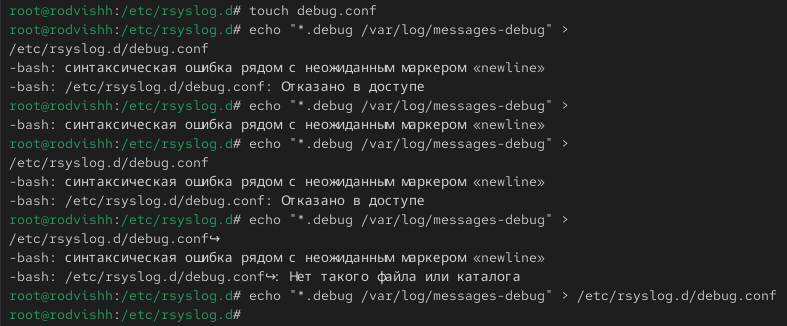 root@rodvishh:/etc/rsyslog.d# touch debug.conf
root@rodvishh:/etc/rsyslog.d# echo "*.debug /var/log/messages-debug" >
/etc/rsyslog.d/debug.conf
-bash: синтаксическая ошибка рядом с неожиданным маркером «newline»
-bash: /etc/rsyslog.d/debug.conf: Отказано в доступе
root@rodvishh:/etc/rsyslog.d# echo "*.debug /var/log/messages-debug" >
-bash: синтаксическая ошибка рядом с неожиданным маркером «newline»
root@rodvishh:/etc/rsyslog.d# echo "*.debug /var/log/messages-debug" >
/etc/rsyslog.d/debug.conf
-bash: синтаксическая ошибка рядом с неожиданным маркером «newline»
-bash: /etc/rsyslog.d/debug.conf: Отказано в доступе
root@rodvishh:/etc/rsyslog.d# echo "*.debug /var/log/messages-debug" >
/etc/rsyslog.d/debug.conf↪
-bash: синтаксическая ошибка рядом с неожиданным маркером «newline»
-bash: /etc/rsyslog.d/debug.conf↪: Нет такого файла или каталога
root@rodvishh:/etc/rsyslog.d# echo "*.debug /var/log/messages-debug" > /etc/rsyslog.d/debug.conf
root@rodvishh:/etc/rsyslog.d#